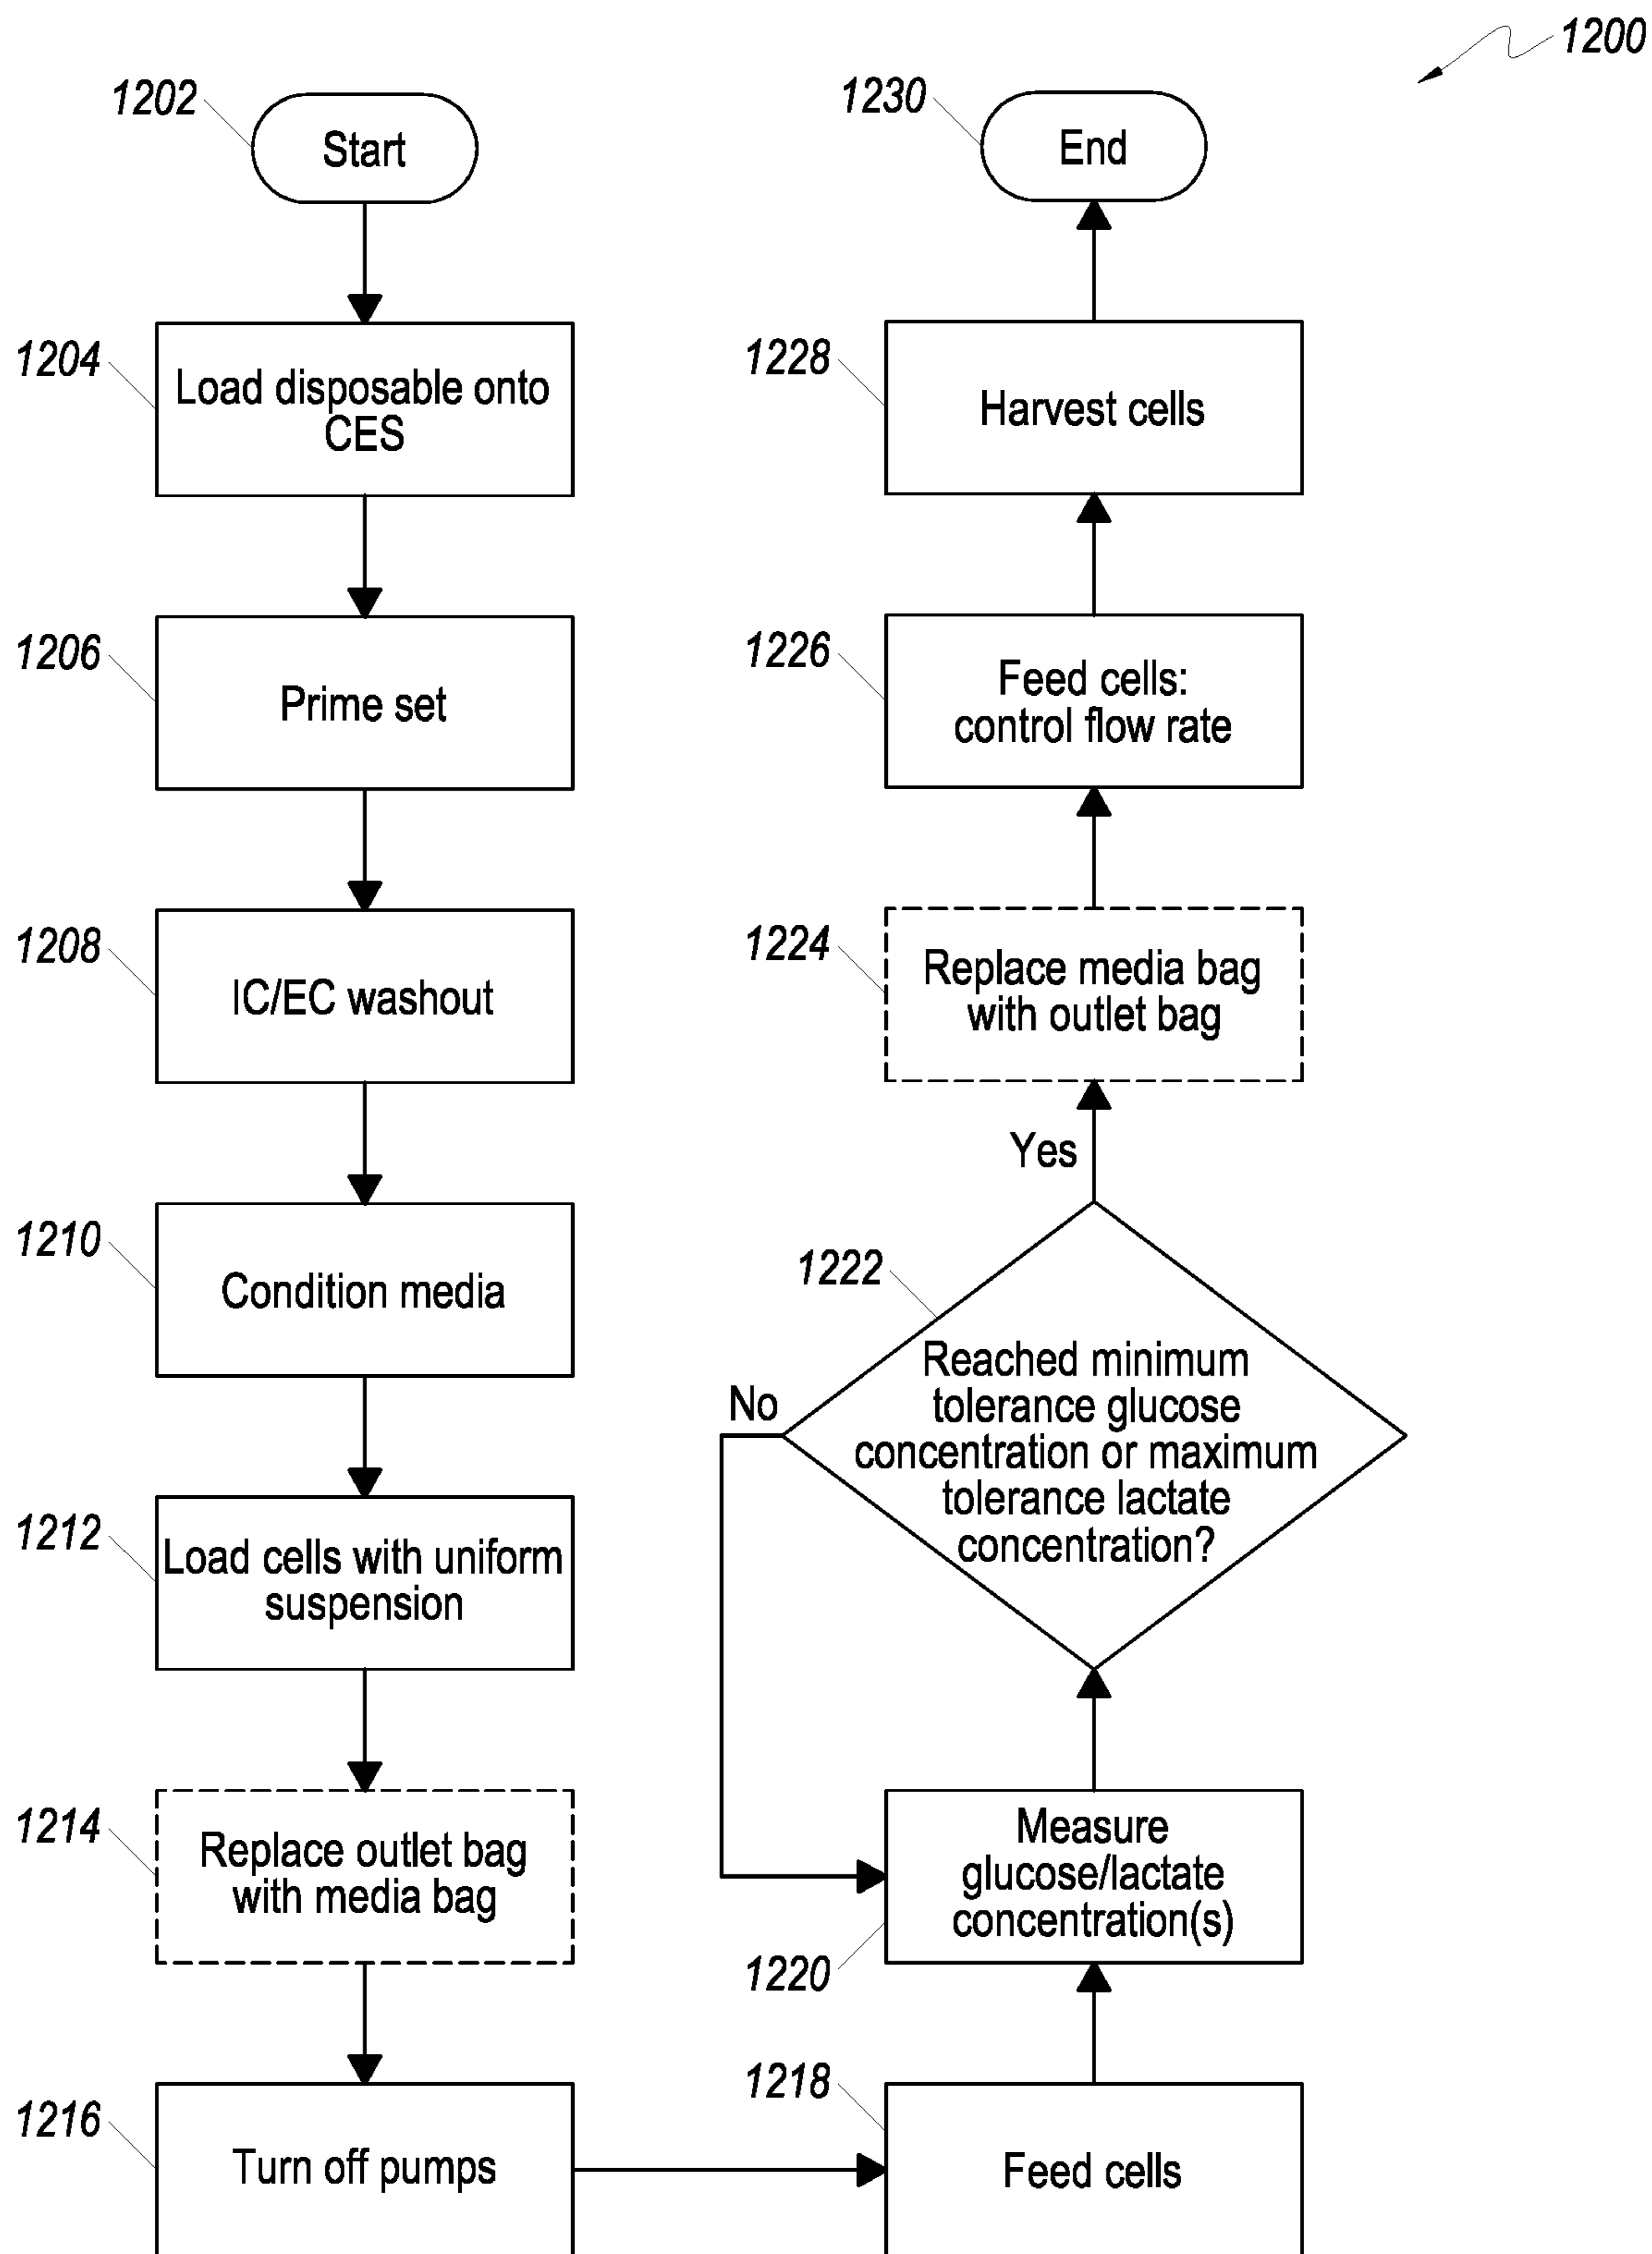 1200
1202
Start
1204
Load disposable onto
CES
1206
Prime set
1208
IC/EC washout
1210
Condition media
1212
Load cells with uniform
suspension
1214
Replace outlet bag
with media bag
1216
Turn off pumps
1218
Feed cells
1220
Measure
glucose/lactate
concentration(s)
1222
Reached minimum
tolerance glucose
concentration or maximum
tolerance lactate
concentration?
No
Yes
1224
Replace media bag
with outlet bag
1226
Feed cells:
control flow rate
1228
Harvest cells
1230
End